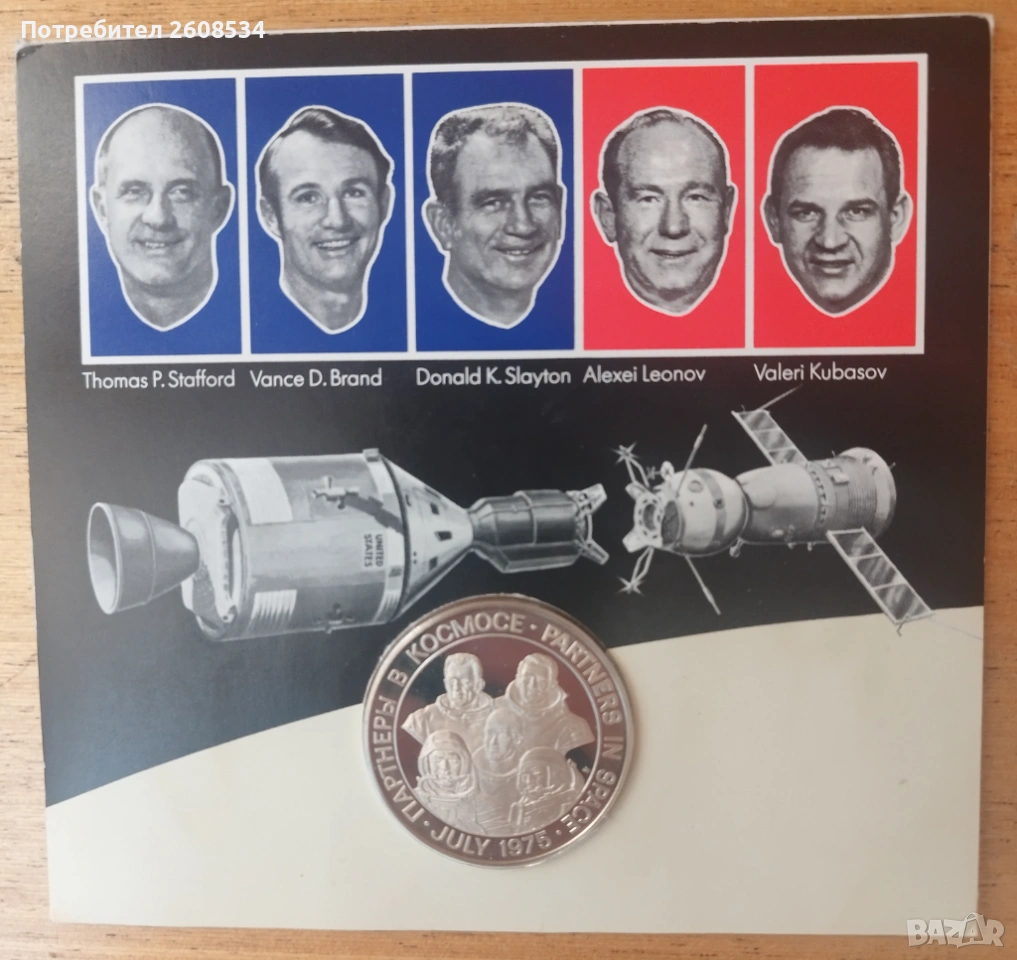 Потребител 2608534
Thomas P. Stafford
Vance D. Brand
Donald K. Slayton
Alexei Leonov
Valeri Kubasov
UNITED
STATES
ПАРТНЕРЫ В КОСМОСЕ · PARTNERS IN SPACE ·
JULY, 1975 ·
BAZAR